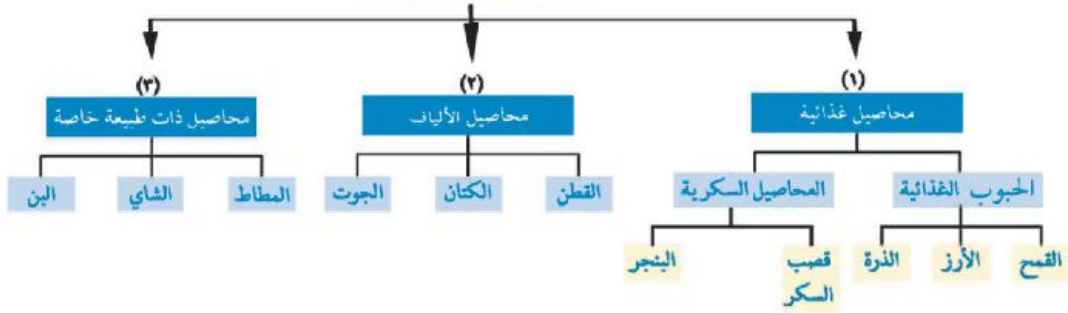 (١)
محاصيل غذائية
الحبوب الغذائية
القمح
الأرز
الذرة
المحاصيل السكرية
قصب
السكر
البنجر
(٢)
محاصيل الألياف
القطن
الكتان
الجوت
(٣)
محاصيل ذات طبيعة خاصة
المطاط
الشاي
البن